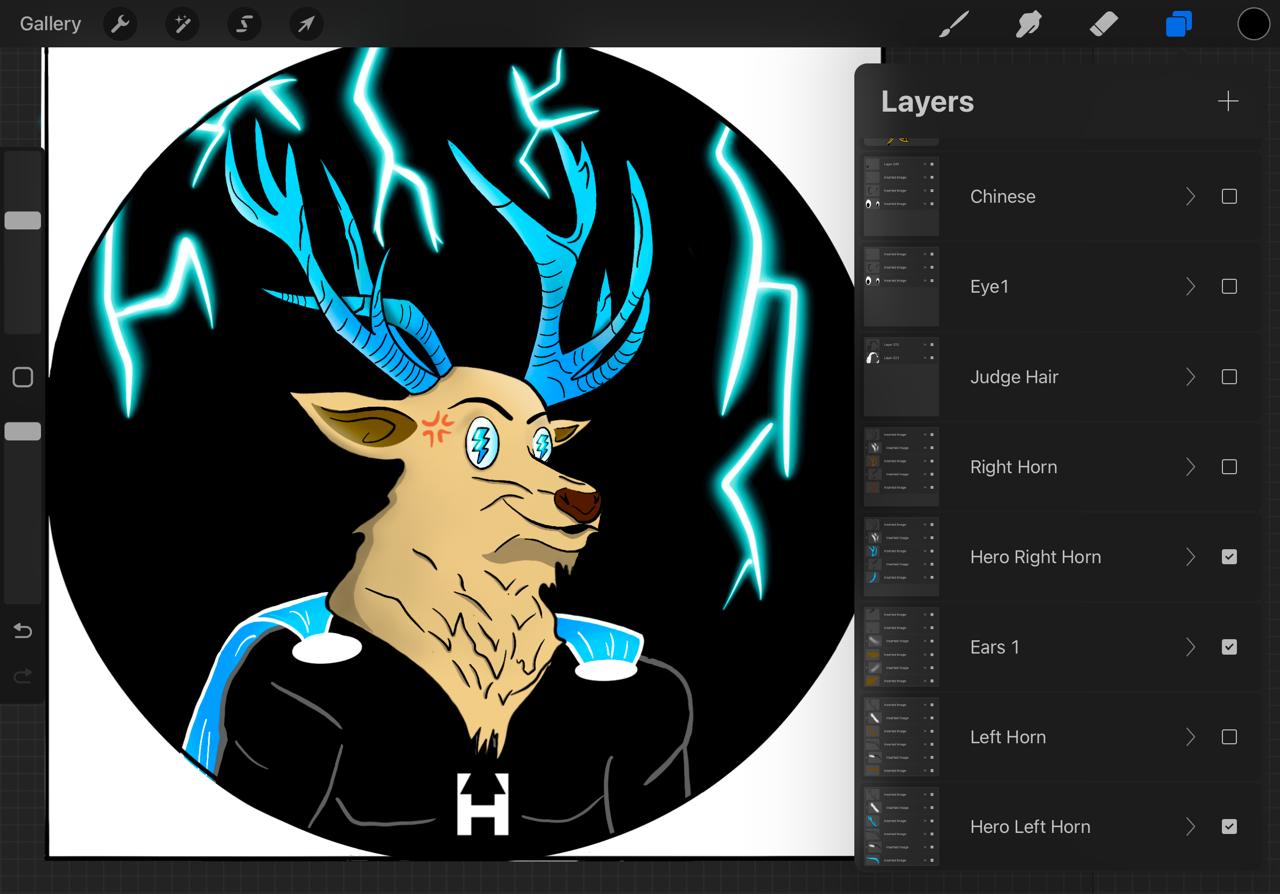 Gallery
Layers
Chinese
Eye1
Judge Hair
Right Horn
Hero Right Horn
Ears 1
Left Horn
Hero Left Horn
H